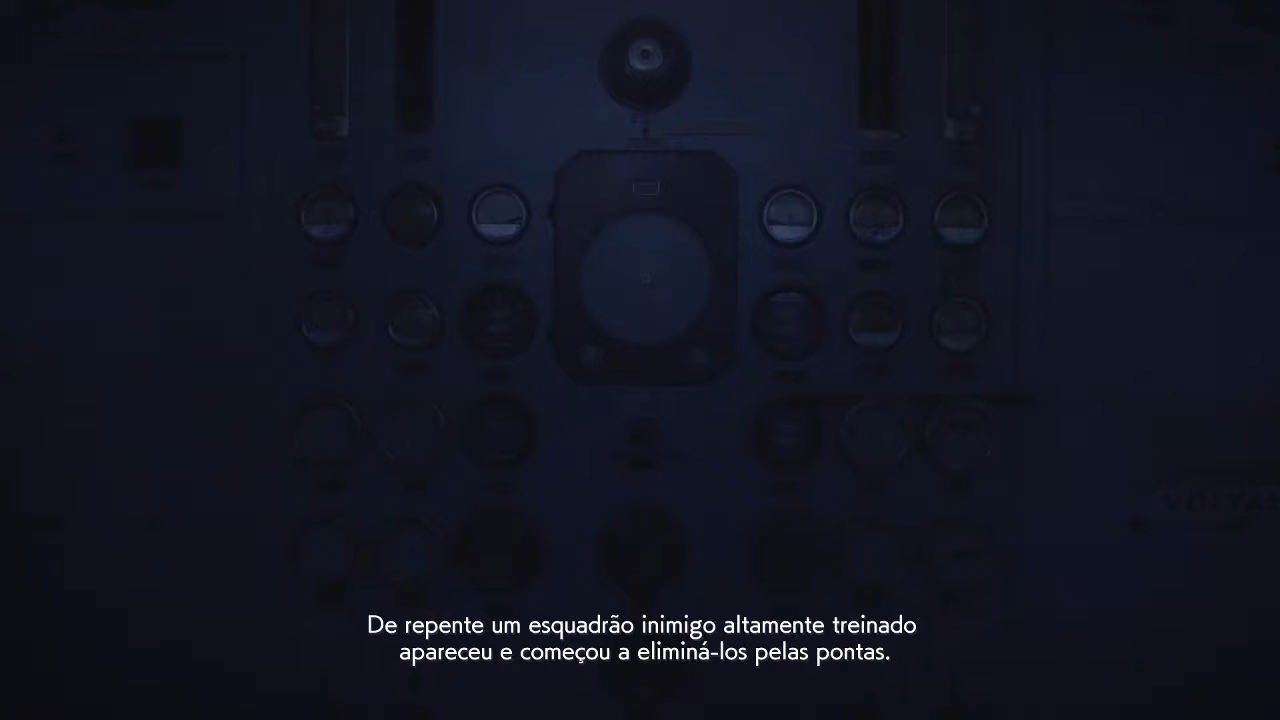 De repente um esquadrão inimigo altamente treinado
apareceu e começou a eliminá-los pelas pontas.